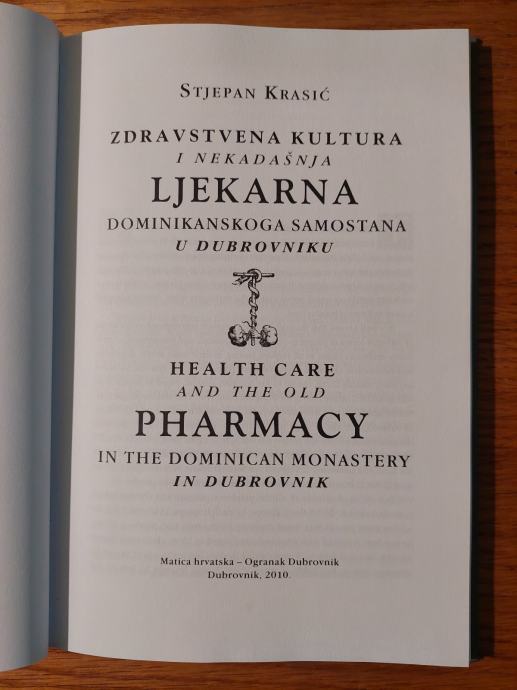 Stjepan Krasić
ZDRAVSTVENA KULTURA
I NEKADAŠNJA
LJEKARNA
DOMINIKANSKOGA SAMOSTANA
U DUBROVNIKU
HEALTH CARE
AND THE OLD
PHARMACY
IN THE DOMINICAN MONASTERY
IN DUBROVNIK
Matica hrvatska – Ogranak Dubrovnik
Dubrovnik, 2010.